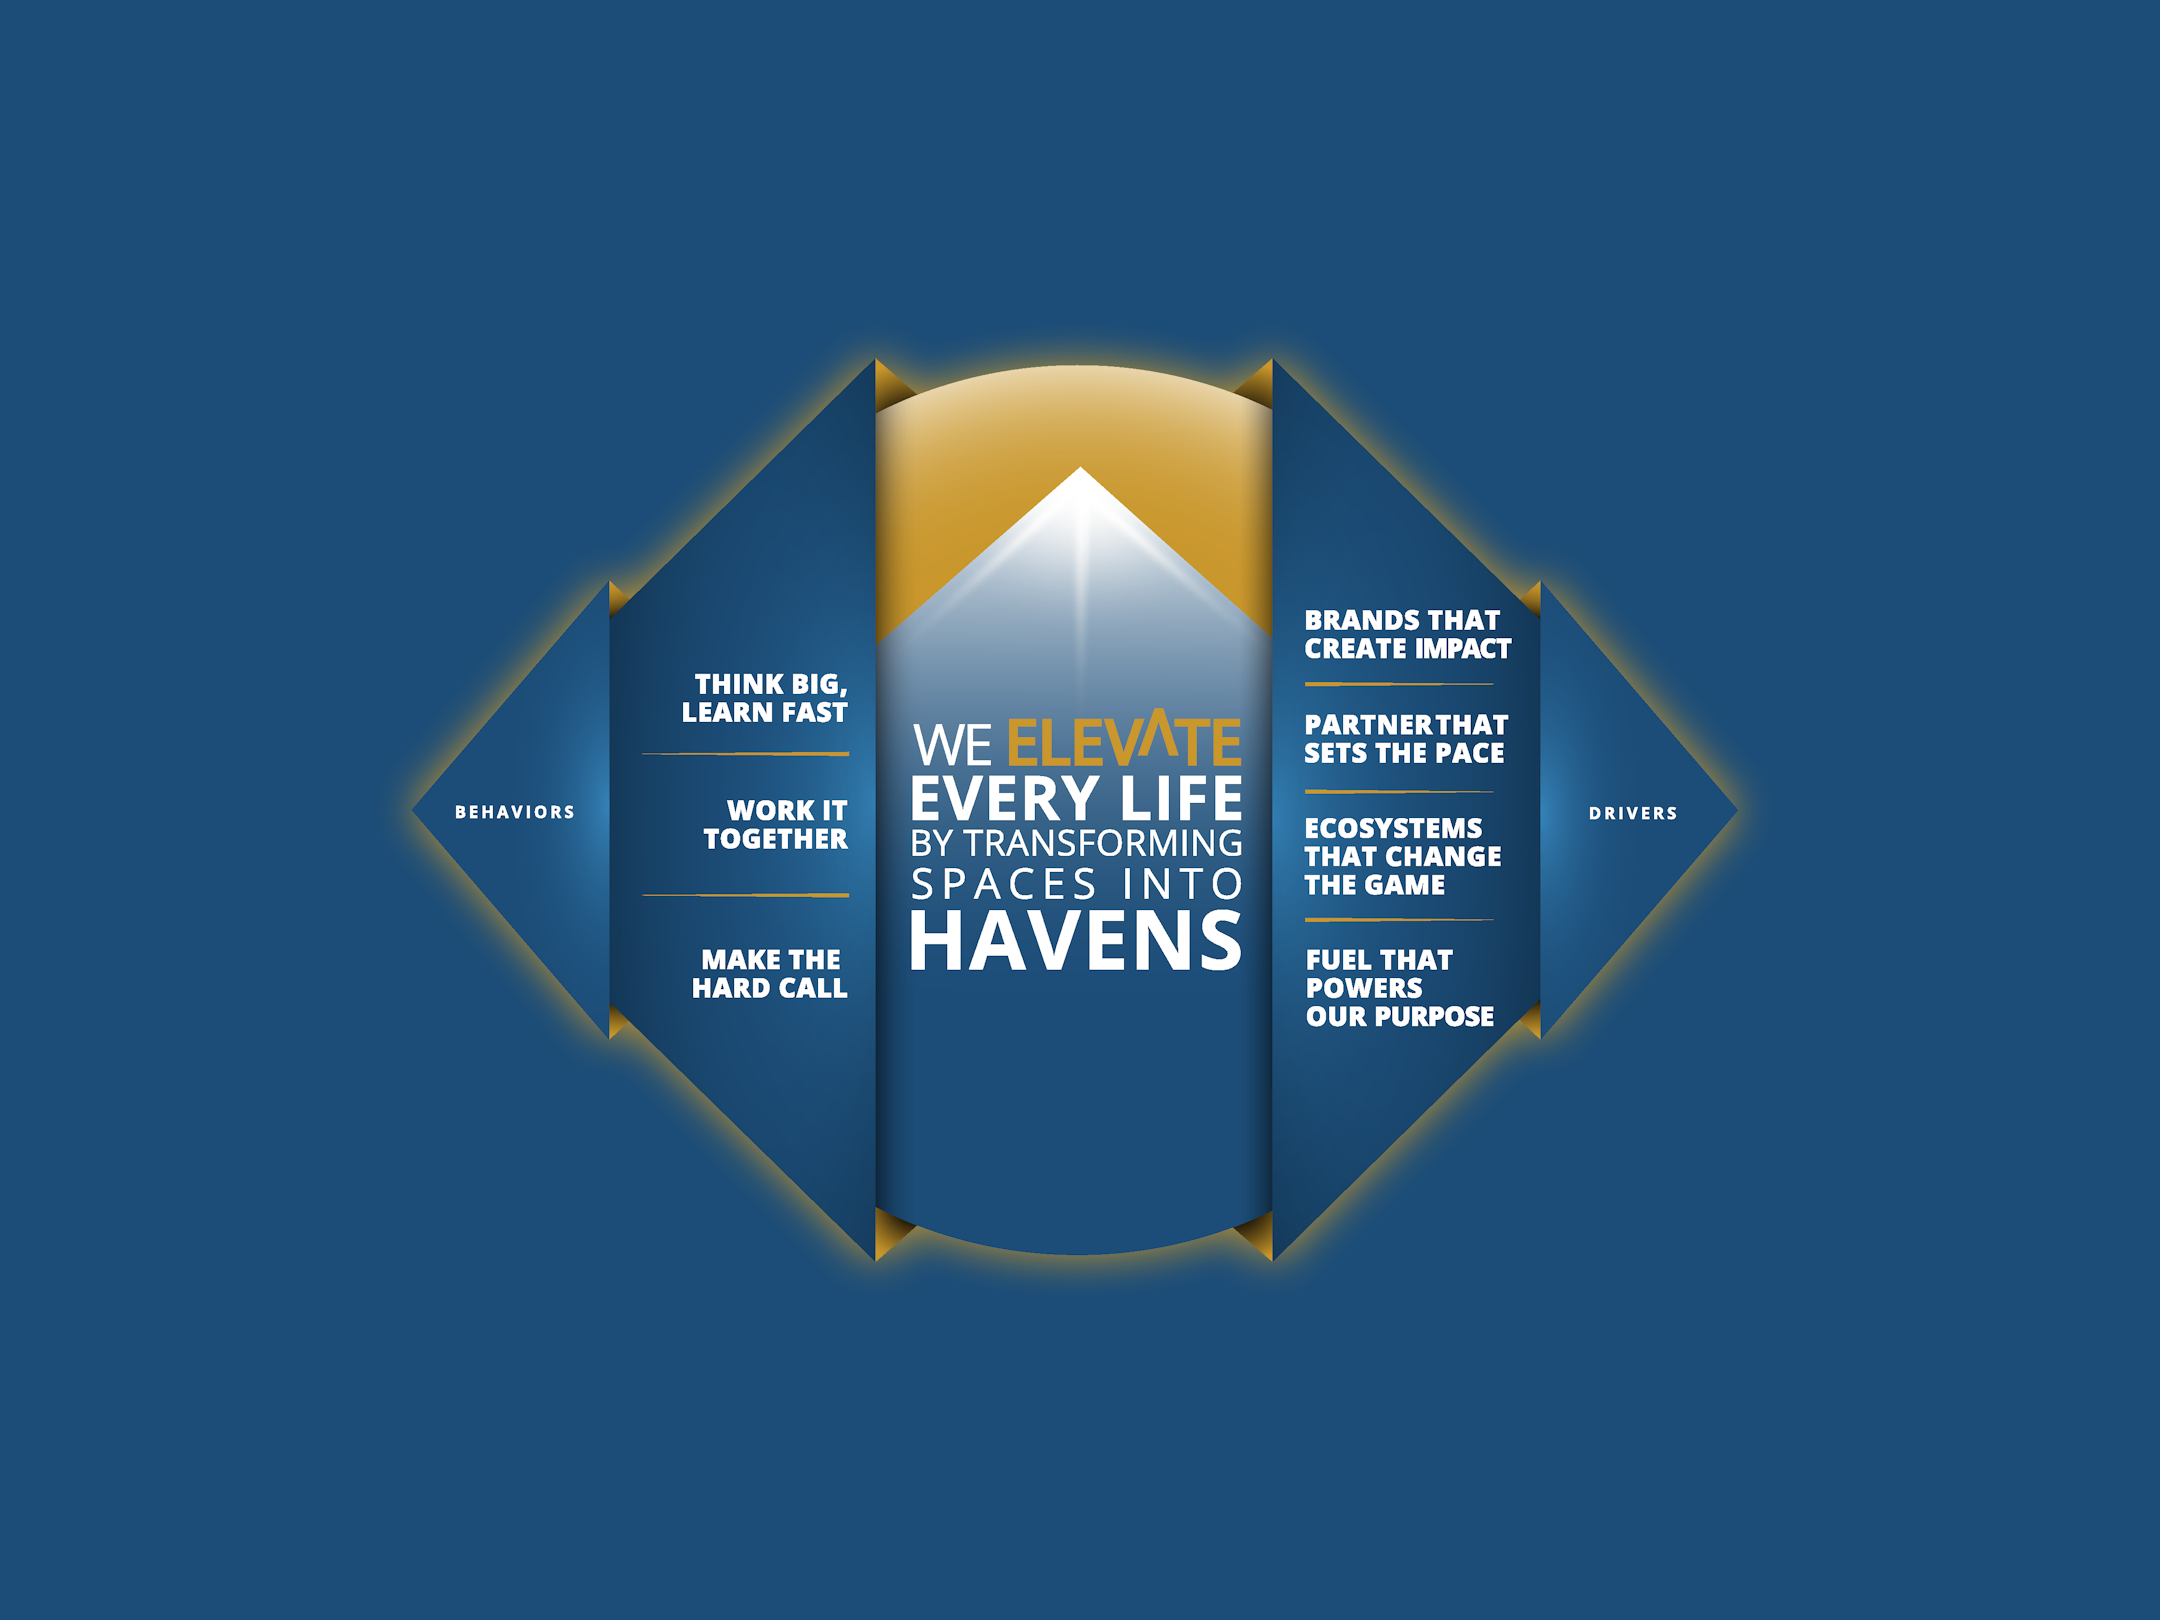 BEHAVIORS
THINK BIG,
LEARN FAST
WORK IT
TOGETHER
MAKE THE
HARD CALL
WE ELEVATE
EVERY LIFE
BY TRANSFORMING
SPACES INTO
HAVENS
BRANDS THAT
CREATE IMPACT
PARTNER THAT
SETS THE PACE
ECOSYSTEMS
THAT CHANGE
THE GAME
FUEL THAT
POWERS
OUR PURPOSE
DRIVERS